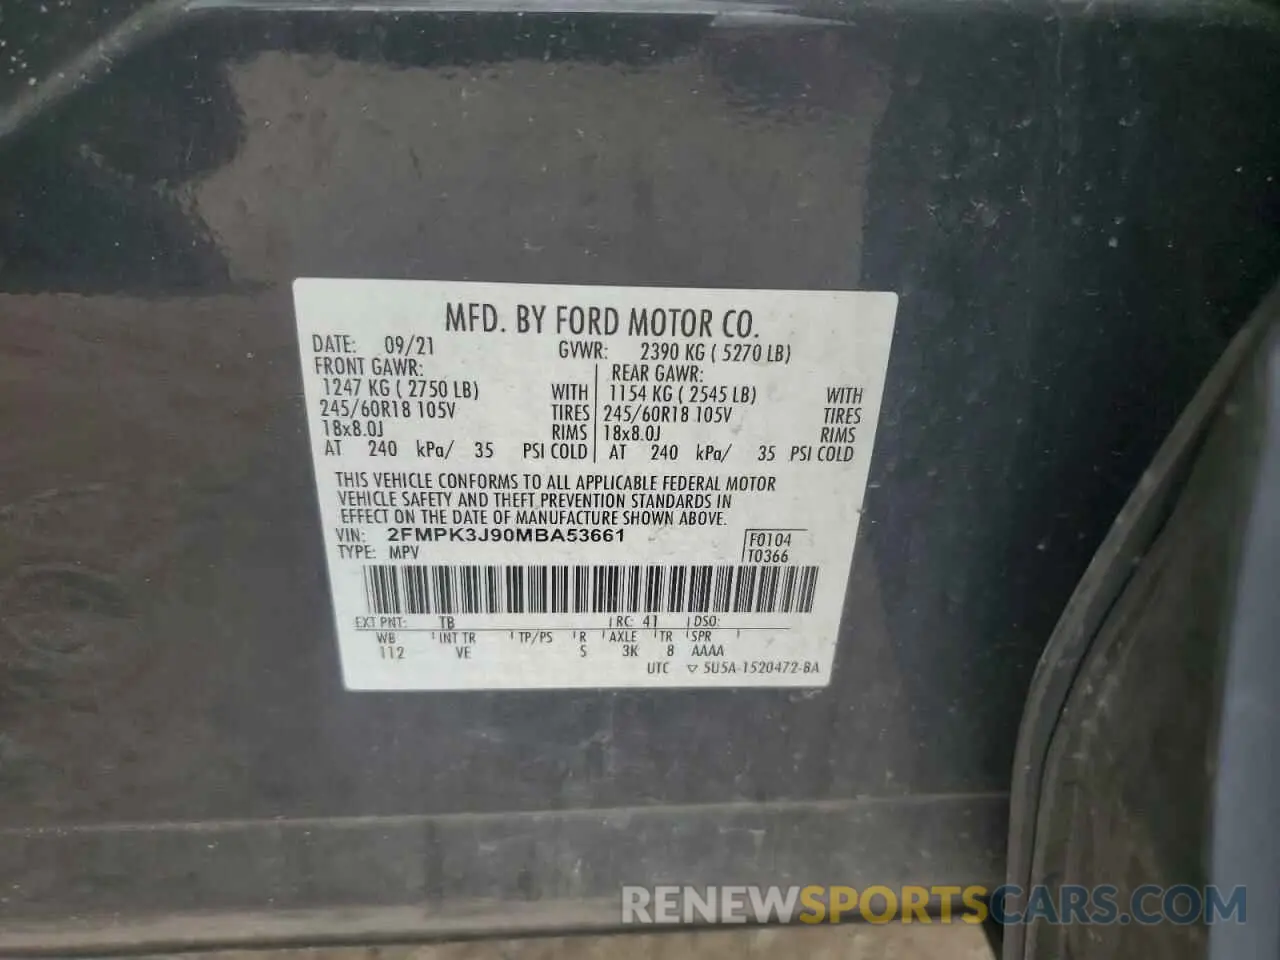 MFD. BY FORD MOTOR CO.
DATE: 09/21 GVWR: 2390 KG ( 5270 LB)
FRONT GAWR: REAR GAWR:
1247 KG ( 2750 LB) WITH 1154 KG ( 2545 LB) WITH
245/60R18 105V TIRES 245/60R18 105V TIRES
18x8.0J RIMS 18x8.0J RIMS
AT 240 kPa/ 35 PSI COLD AT 240 kPa/ 35 PSI COLD
THIS VEHICLE CONFORMS TO ALL APPLICABLE FEDERAL MOTOR
VEHICLE SAFETY AND THEFT PREVENTION STANDARDS IN
EFFECT ON THE DATE OF MANUFACTURE SHOWN ABOVE.
VIN: 2FMPK3J90MBA53661 F0104
TYPE: MPV T0366
EXT PNT: TB RC: 41 DSO:
WB INT TR TP/PS R AXLE TR SPR
112 VE S 3K 8 AAAA
UTC ▽ 5U5A-1520472-BA
RENEWSPORTSCARS.COM